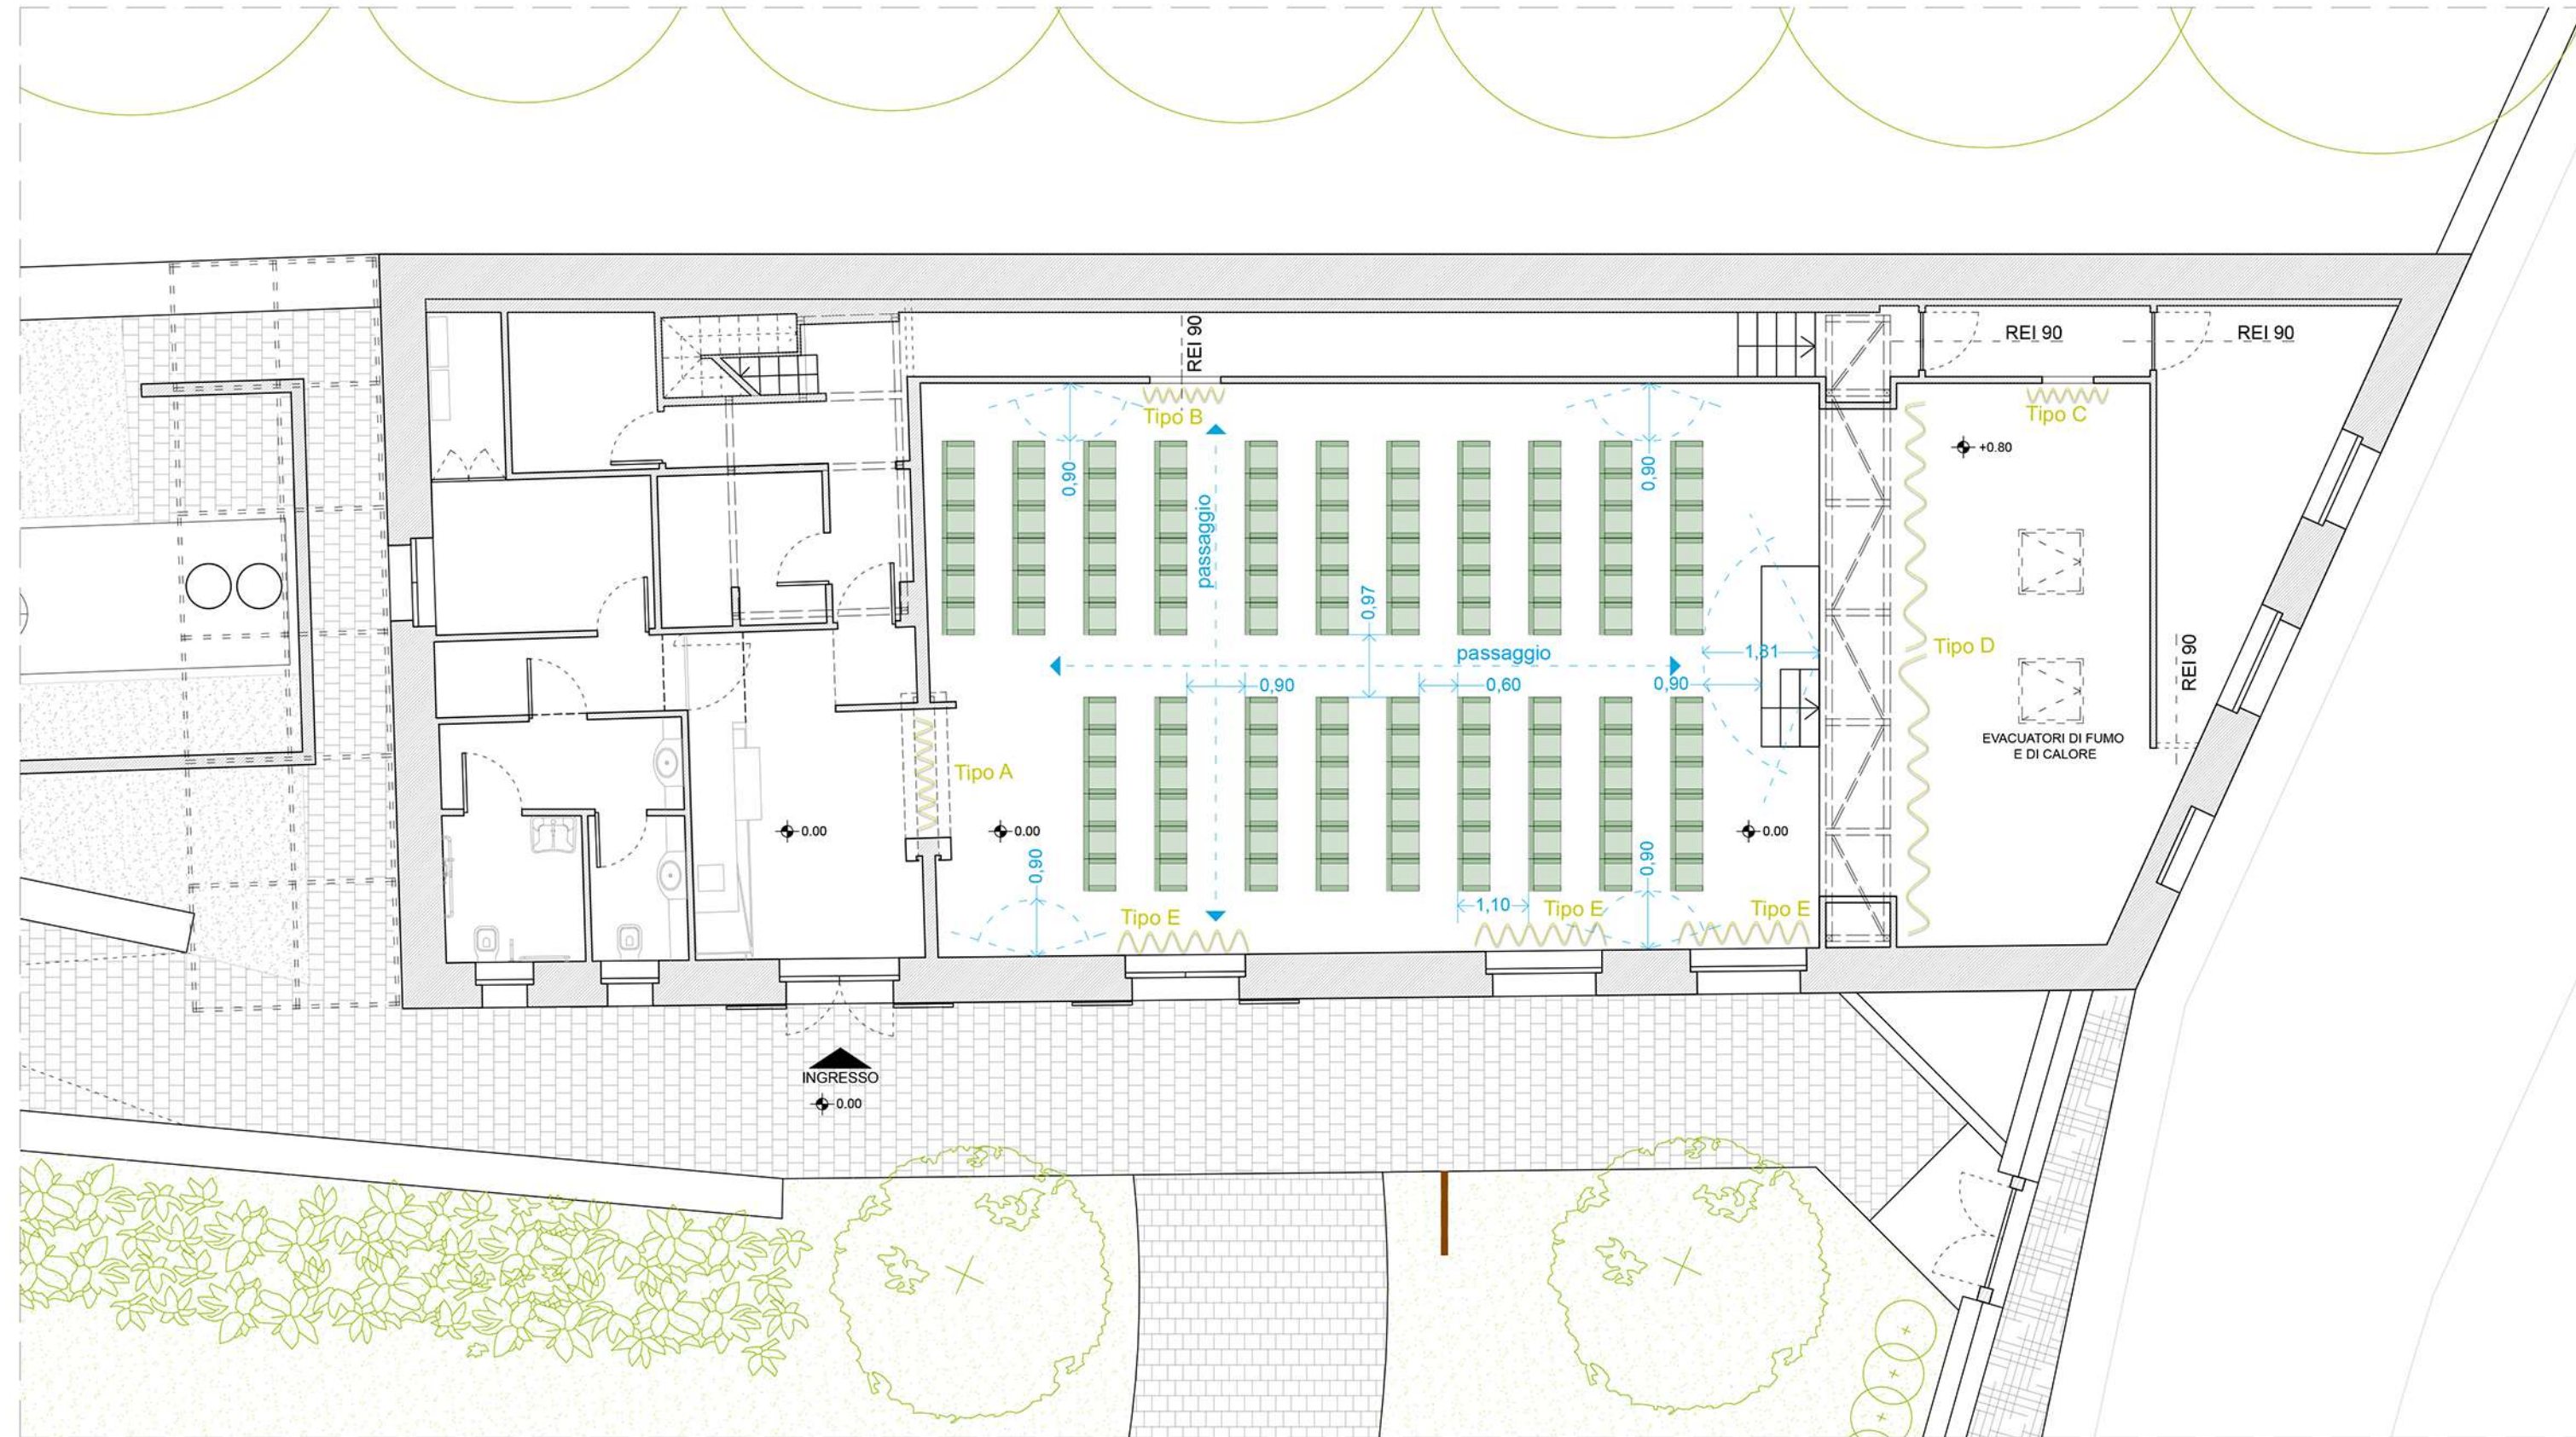 REI 90
REI 90
REI 90
Tipo B
Tipo C
+0.80
0,90
passaggio
0,90
0,97
passaggio
1,81
Tipo D
0,90
0,60
0,90
REI 90
EVACUATORI DI FUMO
E DI CALORE
Tipo A
0.00
0.00
0.00
0,90
0,90
Tipo E
1,10
Tipo E
Tipo E
INGRESSO
0.00